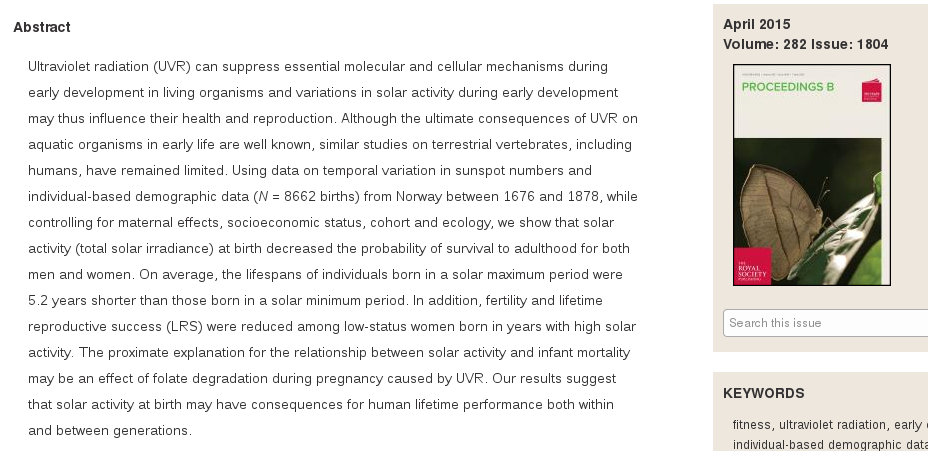 Abstract
Ultraviolet radiation (UVR) can suppress essential molecular and cellular mechanisms during
early development in living organisms and variations in solar activity during early development
may thus influence their health and reproduction. Although the ultimate consequences of UVR on
aquatic organisms in early life are well known, similar studies on terrestrial vertebrates, including
humans, have remained limited. Using data on temporal variation in sunspot numbers and
individual-based demographic data (N = 8662 births) from Norway between 1676 and 1878, while
controlling for maternal effects, socioeconomic status, cohort and ecology, we show that solar
activity (total solar irradiance) at birth decreased the probability of survival to adulthood for both
men and women. On average, the lifespans of individuals born in a solar maximum period were
5.2 years shorter than those born in a solar minimum period. In addition, fertility and lifetime
reproductive success (LRS) were reduced among low-status women born in years with high solar
activity. The proximate explanation for the relationship between solar activity and infant mortality
may be an effect of folate degradation during pregnancy caused by UVR. Our results suggest
that solar activity at birth may have consequences for human lifetime performance both within
and between generations.
April 2015
Volume: 282 Issue: 1804
PROCEEDINGS B
THE
ROYAL
SOCIETY
Search this issue
KEYWORDS
fitness, ultraviolet radiation, early
individual-based demographic data